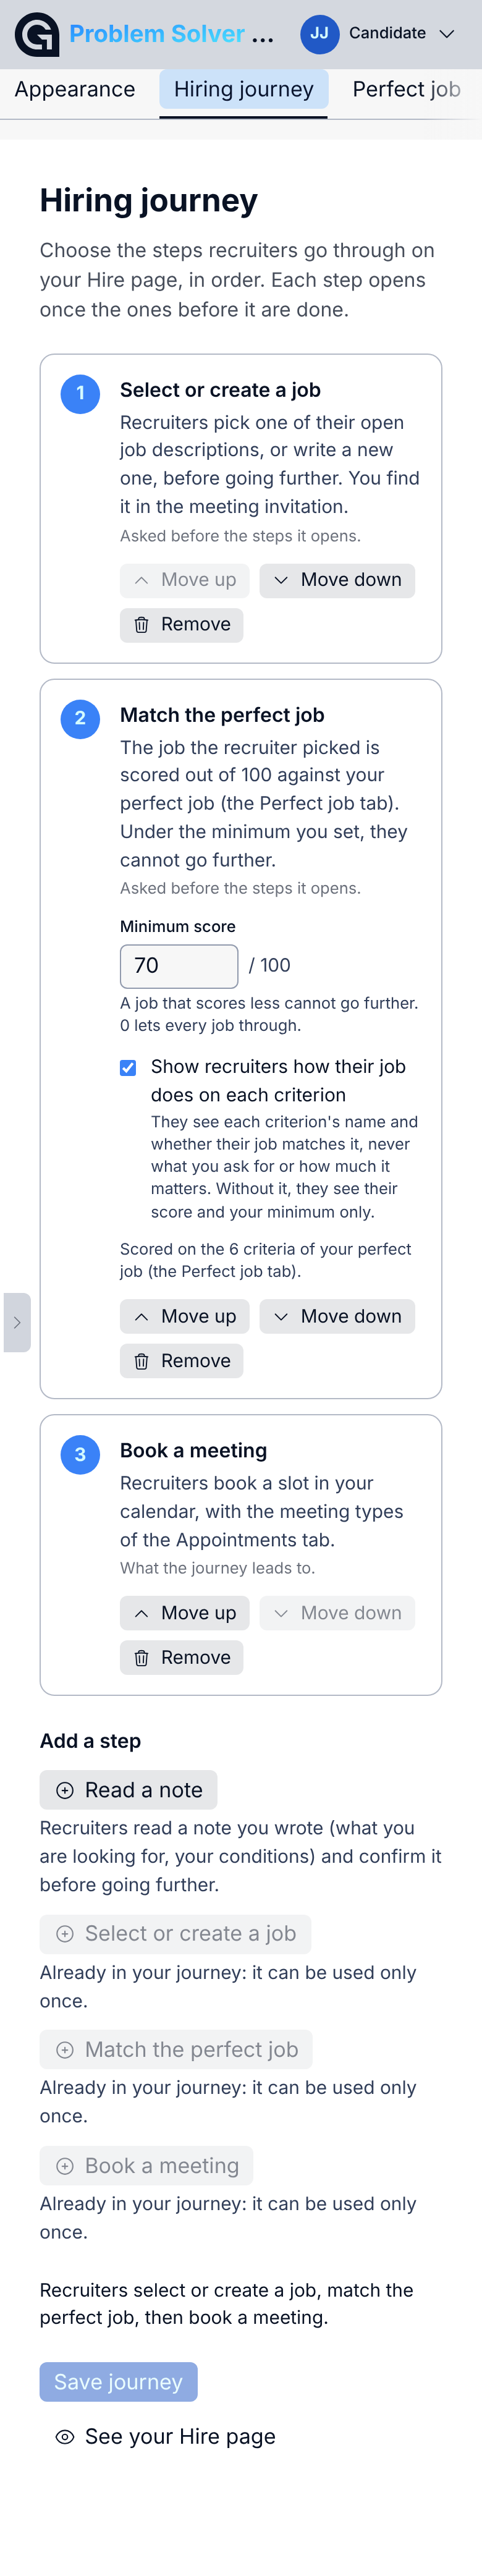 Problem Solver ...
JJ
Candidate
Appearance
Hiring journey
Perfect job
Hiring journey
Choose the steps recruiters go through on
your Hire page, in order. Each step opens
once the ones before it are done.
1
Select or create a job
Recruiters pick one of their open
job descriptions, or write a new
one, before going further. You find
it in the meeting invitation.
Asked before the steps it opens.
Move up
Move down
Remove
2
Match the perfect job
The job the recruiter picked is
scored out of 100 against your
perfect job (the Perfect job tab).
Under the minimum you set, they
cannot go further.
Asked before the steps it opens.
Minimum score
70
/ 100
A job that scores less cannot go further.
0 lets every job through.
Show recruiters how their job
does on each criterion
They see each criterion's name and
whether their job matches it, never
what you ask for or how much it
matters. Without it, they see their
score and your minimum only.
Scored on the 6 criteria of your perfect
job (the Perfect job tab).
Move up
Move down
Remove
3
Book a meeting
Recruiters book a slot in your
calendar, with the meeting types
of the Appointments tab.
What the journey leads to.
Move up
Move down
Remove
Add a step
Read a note
Recruiters read a note you wrote (what you
are looking for, your conditions) and confirm it
before going further.
Select or create a job
Already in your journey: it can be used only
once.
Match the perfect job
Already in your journey: it can be used only
once.
Book a meeting
Already in your journey: it can be used only
once.
Recruiters select or create a job, match the
perfect job, then book a meeting.
Save journey
See your Hire page